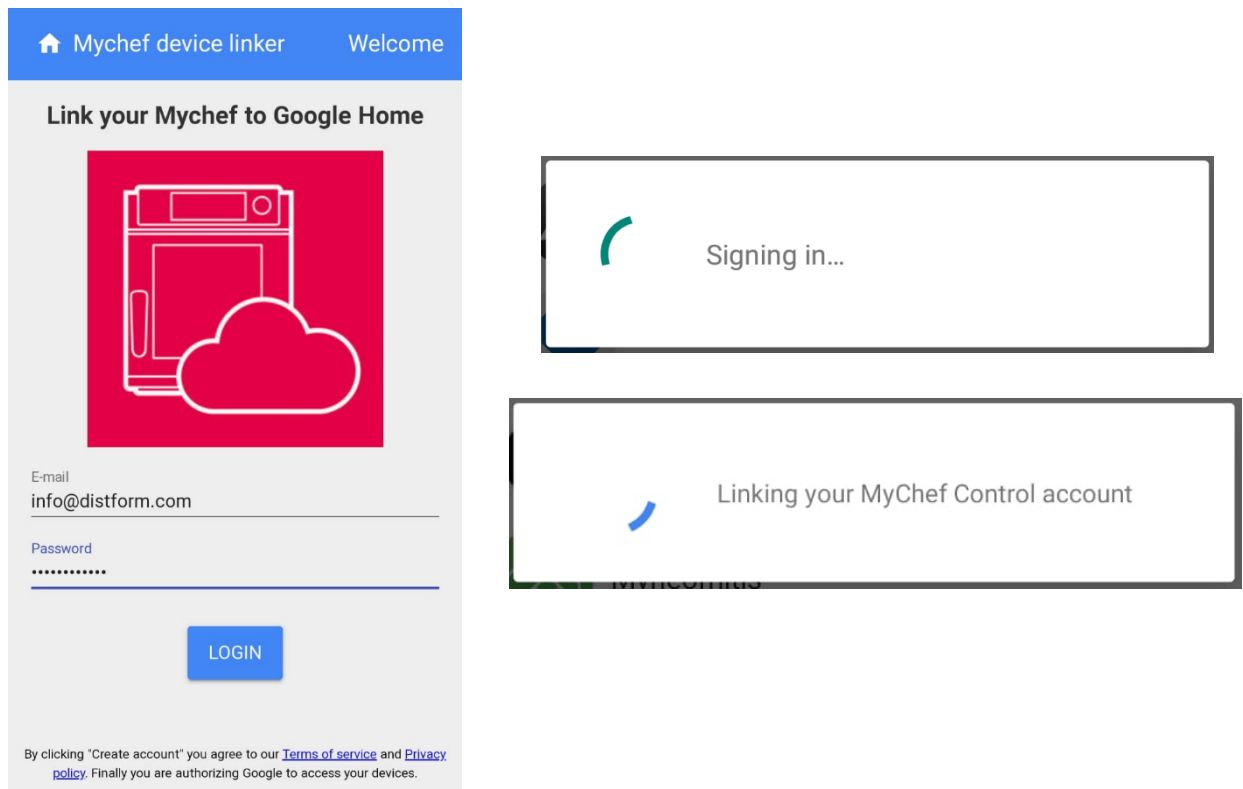 Mychef device linker
Welcome
Link your Mychef to Google Home
E-mail
info@distform.com
Password
••••••••••••
LOGIN
By clicking "Create account" you agree to our Terms of service and Privacy
policy. Finally you are authorizing Google to access your devices.
Signing in...
Linking your MyChef Control account